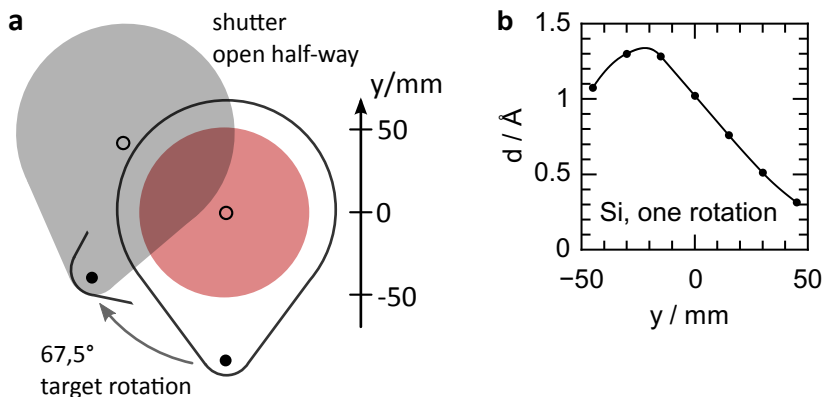 a
shutter
open half-way
y/mm
50
0
-50
67,5°
target rotation
b
d / Å
1.5
1
0.5
0
Si, one rotation
−50
0
50
y / mm